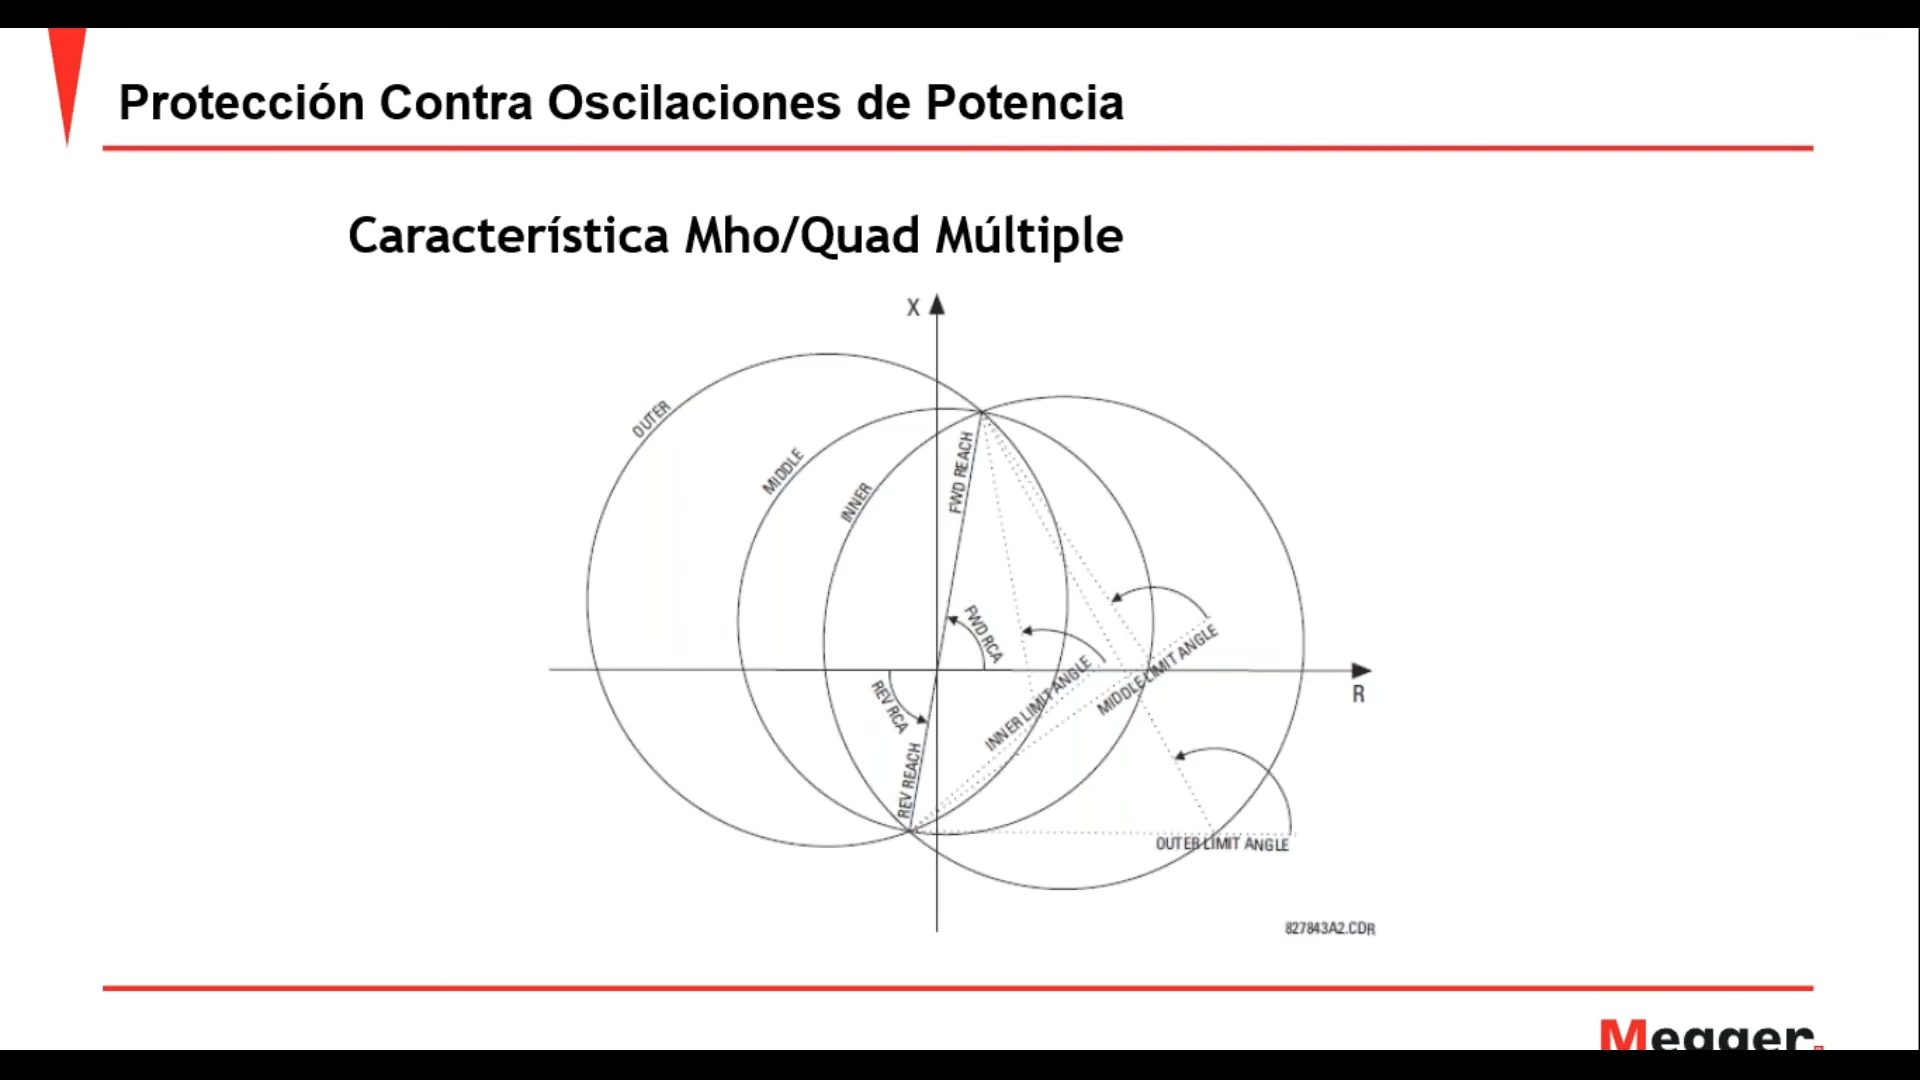 Protección Contra Oscilaciones de Potencia
Característica Mho/Quad Múltiple
X
OUTER
MIDDLE
INNER
FWD REACH
FWD RCA
REV RCA
REV REACH
INNER LIMIT ANGLE
MIDDLE LIMIT ANGLE
R
OUTER LIMIT ANGLE
827843A2.CDR
Megger